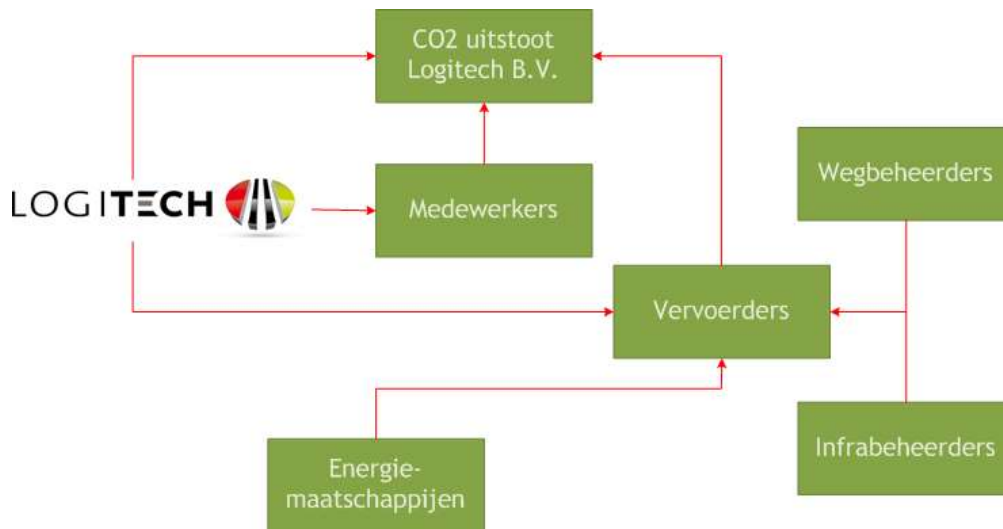 CO2 uitstoot
Logitech B.V.
Wegbeheerders
LOGITECH
Medewerkers
Vervoerders
Infrabeheerders
Energie-
maatschappijen